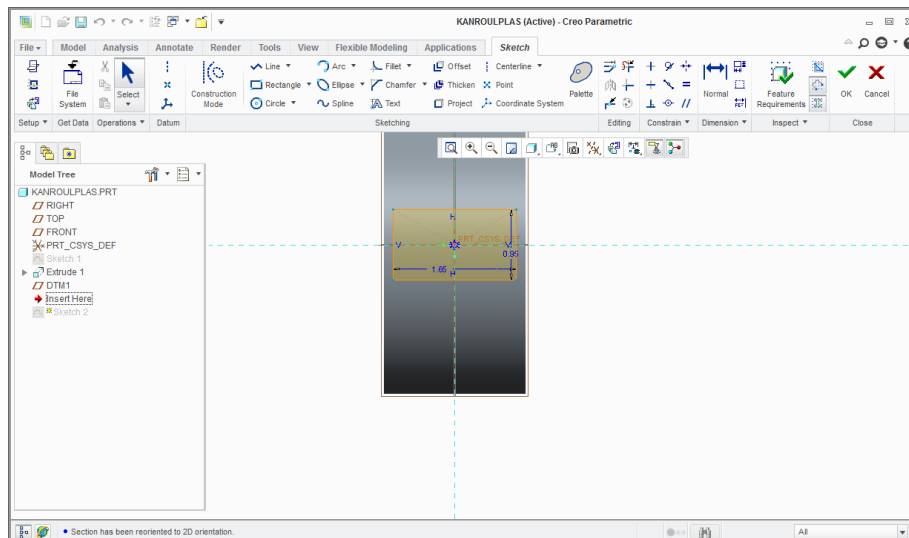 KANROULPLAS (Active) - Creo Parametric
File Model Analysis Annotate Render Tools View Flexible Modeling Applications Sketch
File System
Select
Construction Mode
Line Arc Fillet Offset Centerline
Rectangle Ellipse Chamfer Thicken Point
Circle Spline Text Project Coordinate System
Palette
Normal
Feature Requirements
OK Cancel
Setup Get Data Operations Datum Sketching Editing Constrain Dimension Inspect Close
Model Tree
KANROULPLAS.PRT
RIGHT
TOP
FRONT
PRT_CSYS_DEF
Sketch 1
Extrude 1
DTM1
Insert Here
Sketch 2
H
V PRT_CSYS_DEF V
0.95
1.65 H
Section has been reoriented to 2D orientation.
All